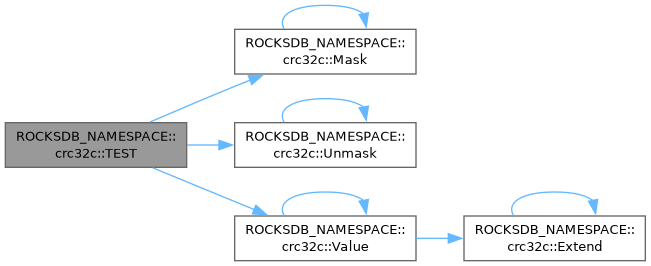 ROCKSDB_NAMESPACE::
crc32c::Mask
ROCKSDB_NAMESPACE::
crc32c::TEST
ROCKSDB_NAMESPACE::
crc32c::Unmask
ROCKSDB_NAMESPACE::
crc32c::Value
ROCKSDB_NAMESPACE::
crc32c::Extend